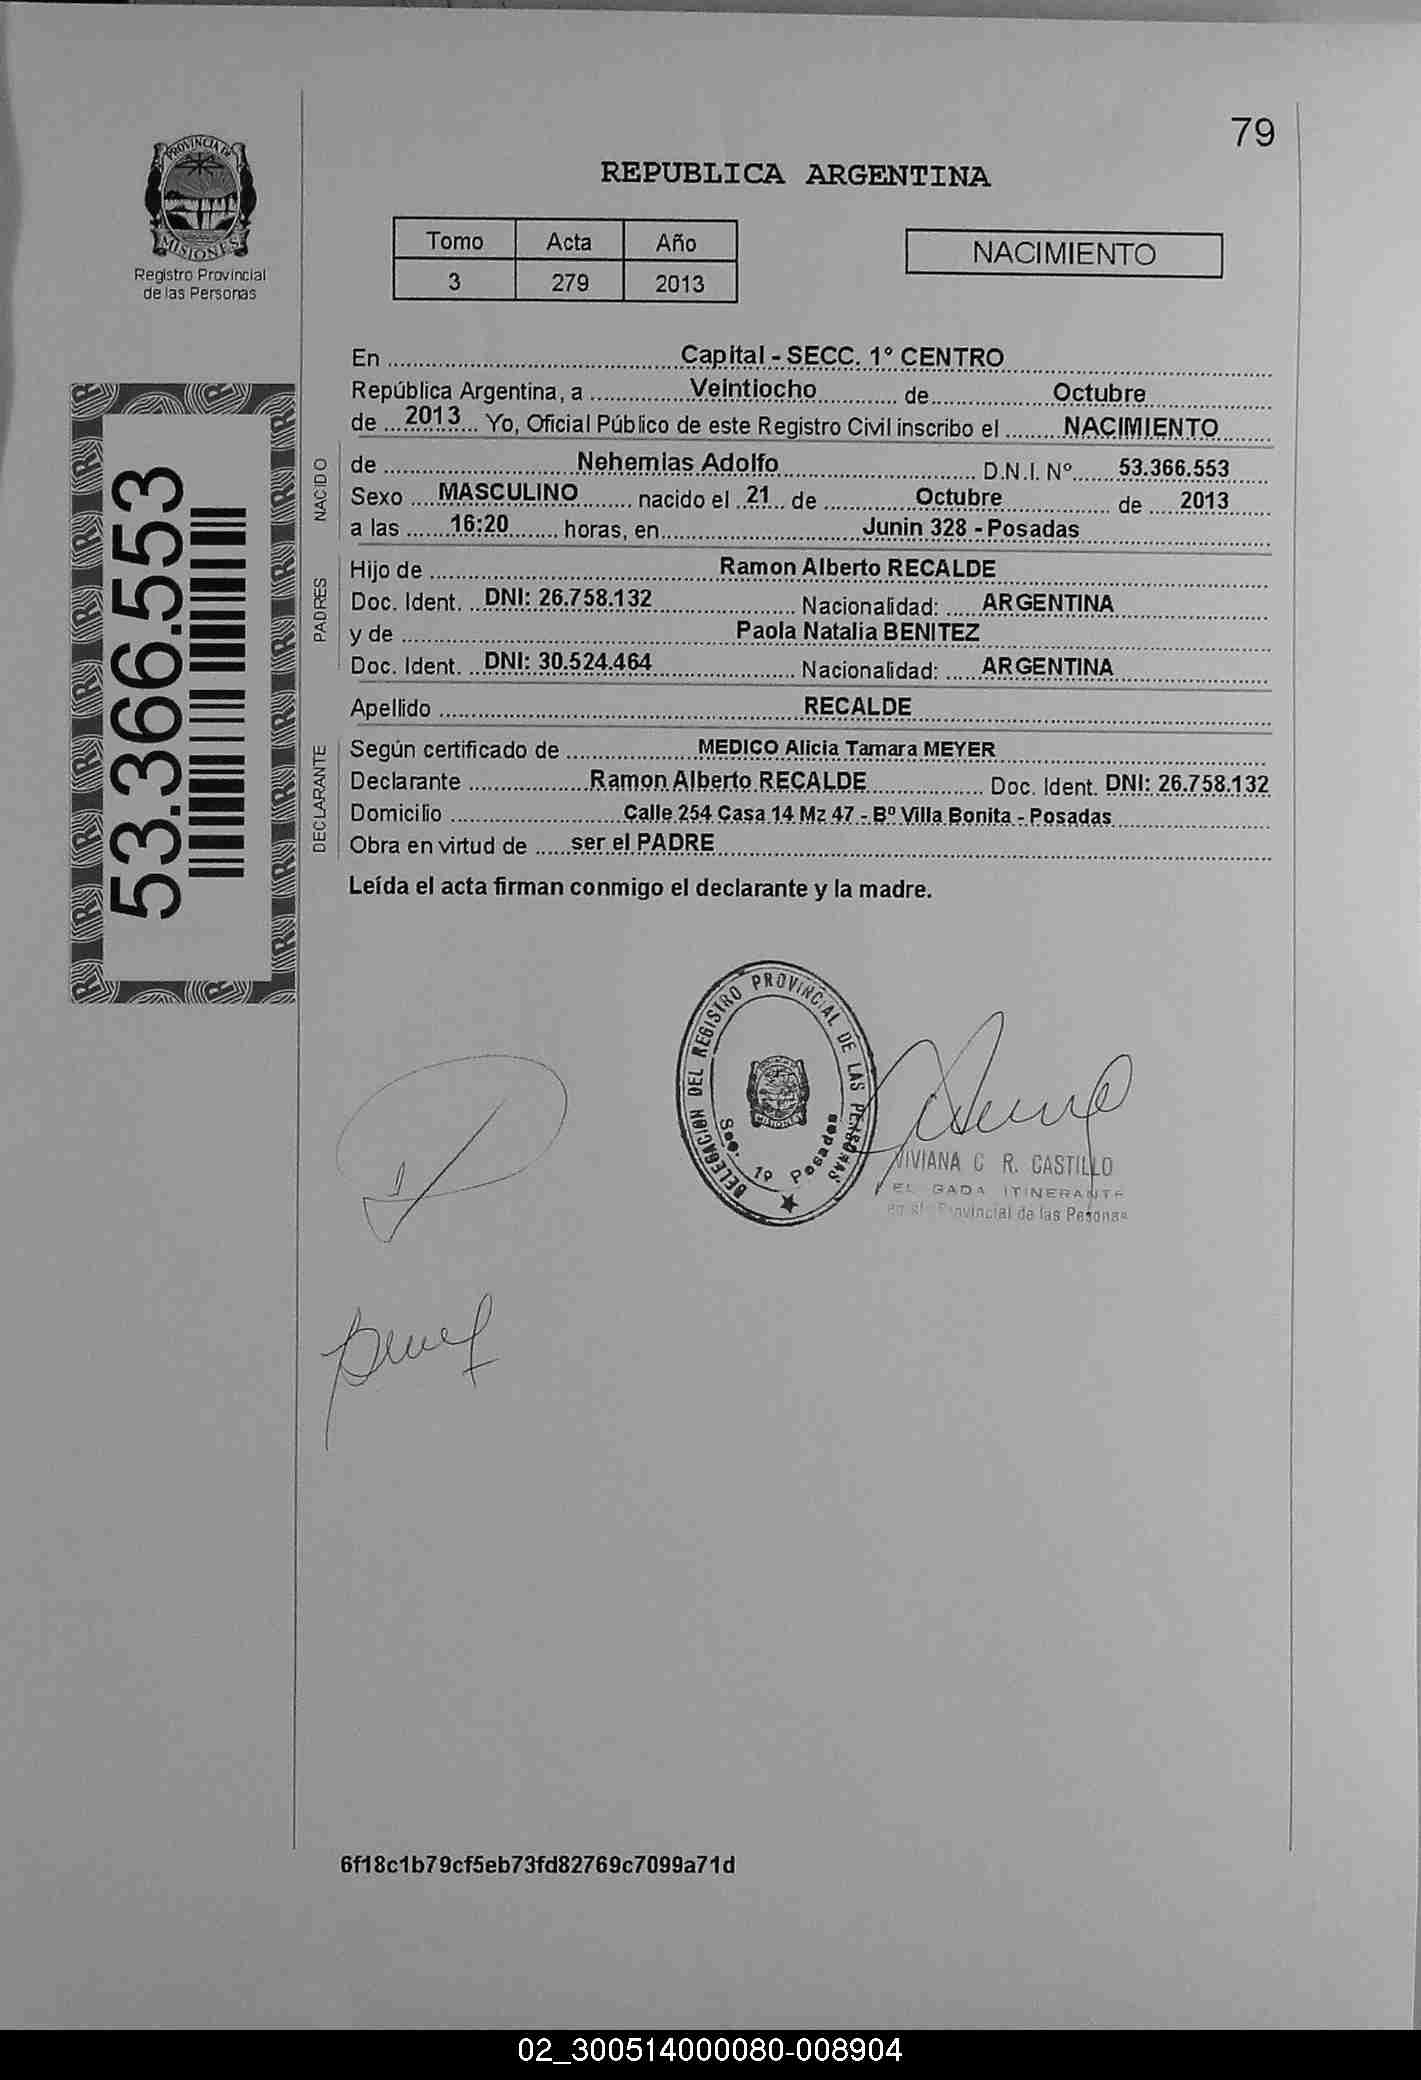 79
PROVINCIA DE
MISIONES
Registro Provincial
de las Personas
REPUBLICA ARGENTINA
Tomo Acta Año
3 279 2013
NACIMIENTO
53.366.553
En Capital - SECC. 1° CENTRO
República Argentina, a Veintiocho de Octubre
de 2013 Yo, Oficial Público de este Registro Civil inscribo el NACIMIENTO
NACIDO
de Nehemias Adolfo D.N.I. Nº 53.366.553
Sexo MASCULINO nacido el 21 de Octubre de 2013
a las 16:20 horas, en Junin 328 - Posadas
PADRES
Hijo de Ramon Alberto RECALDE
Doc. Ident. DNI: 26.758.132 Nacionalidad: ARGENTINA
y de Paola Natalia BENITEZ
Doc. Ident. DNI: 30.524.464 Nacionalidad: ARGENTINA
Apellido RECALDE
DECLARANTE
Según certificado de MEDICO Alicia Tamara MEYER
Declarante Ramon Alberto RECALDE Doc. Ident. DNI: 26.758.132
Domicilio Calle 254 Casa 14 Mz 47 - Bº Villa Bonita - Posadas
Obra en virtud de ser el PADRE
Leída el acta firman conmigo el declarante y la madre.
DELEGACION DEL REGISTRO PROVINCIAL DE LAS PERSONAS
Sec. 1º Posadas
VIVIANA C R. CASTILLO
ITINERANTE
Provincial de las Pesonas
6f18c1b79cf5eb73fd82769c7099a71d
02_300514000080-008904